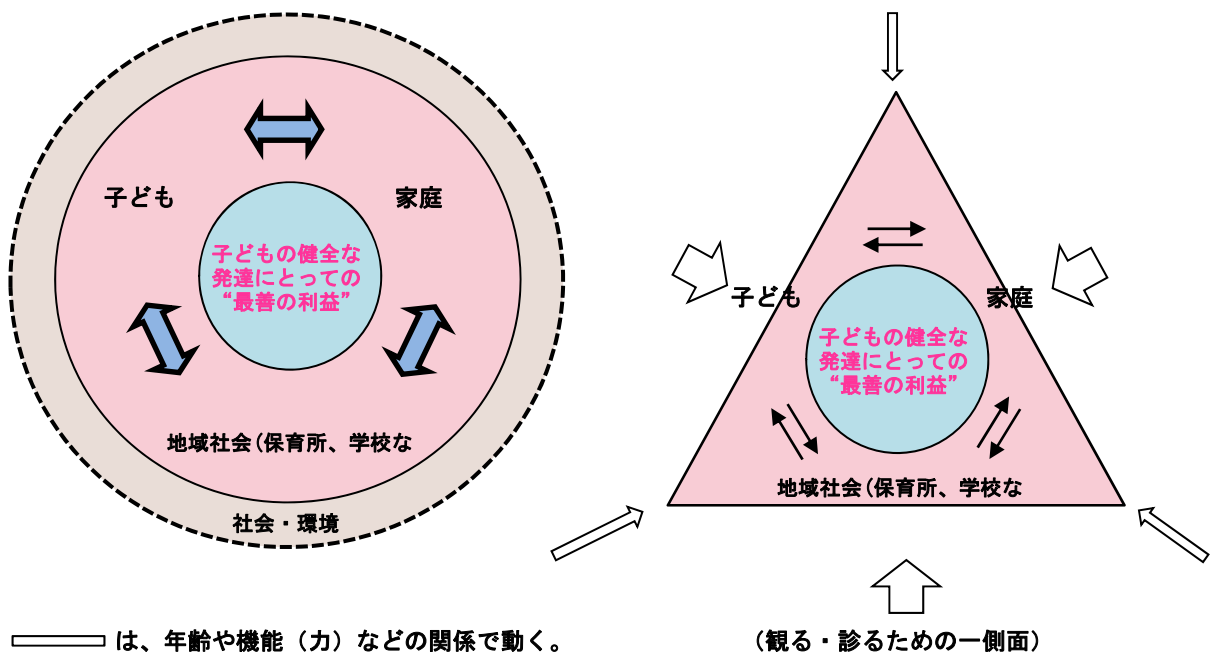 子ども
家庭
子どもの健全な
発達にとっての
“最善の利益”
地域社会(保育所、学校な
社会・環境
は、年齢や機能（力）などの関係で動く。
子ども
家庭
子どもの健全な
発達にとっての
“最善の利益”
地域社会(保育所、学校な
（観る・診るための一側面）